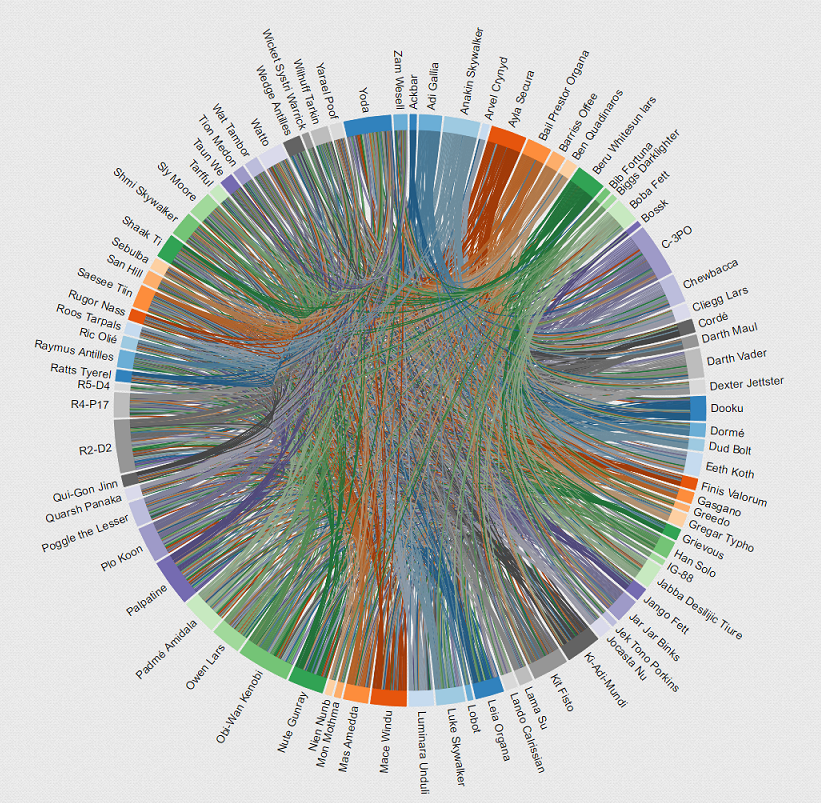 Ackbar
Adi Gallia
Anakin Skywalker
Arvel Crynyd
Ayla Secura
Bail Prestor Organa
Barriss Offee
Ben Quadinaros
Beru Whitesun lars
Bib Fortuna
Biggs Darklighter
Boba Fett
Bossk
C-3PO
Chewbacca
Cliegg Lars
Cordé
Darth Maul
Darth Vader
Dexter Jettster
Dooku
Dormé
Dud Bolt
Eeth Koth
Finis Valorum
Gasgano
Greedo
Gregar Typho
Grievous
Han Solo
IG-88
Jabba Desilijic Tiure
Jango Fett
Jar Jar Binks
Jek Tono Porkins
Jocasta Nu
Ki-Adi-Mundi
Kit Fisto
Lama Su
Lando Calrissian
Leia Organa
Lobot
Luke Skywalker
Luminara Unduli
Mace Windu
Mas Amedda
Mon Mothma
Nien Nunb
Nute Gunray
Obi-Wan Kenobi
Owen Lars
Padmé Amidala
Palpatine
Plo Koon
Poggle the Lesser
Quarsh Panaka
Qui-Gon Jinn
R2-D2
R4-P17
R5-D4
Ratts Tyerel
Raymus Antilles
Ric Olié
Roos Tarpals
Rugor Nass
Saesee Tiin
San Hill
Sebulba
Shaak Ti
Shmi Skywalker
Sly Moore
Tarfful
Taun We
Tion Medon
Wat Tambor
Watto
Wedge Antilles
Wicket Systri Warrick
Wilhuff Tarkin
Yarael Poof
Yoda
Zam Wesell